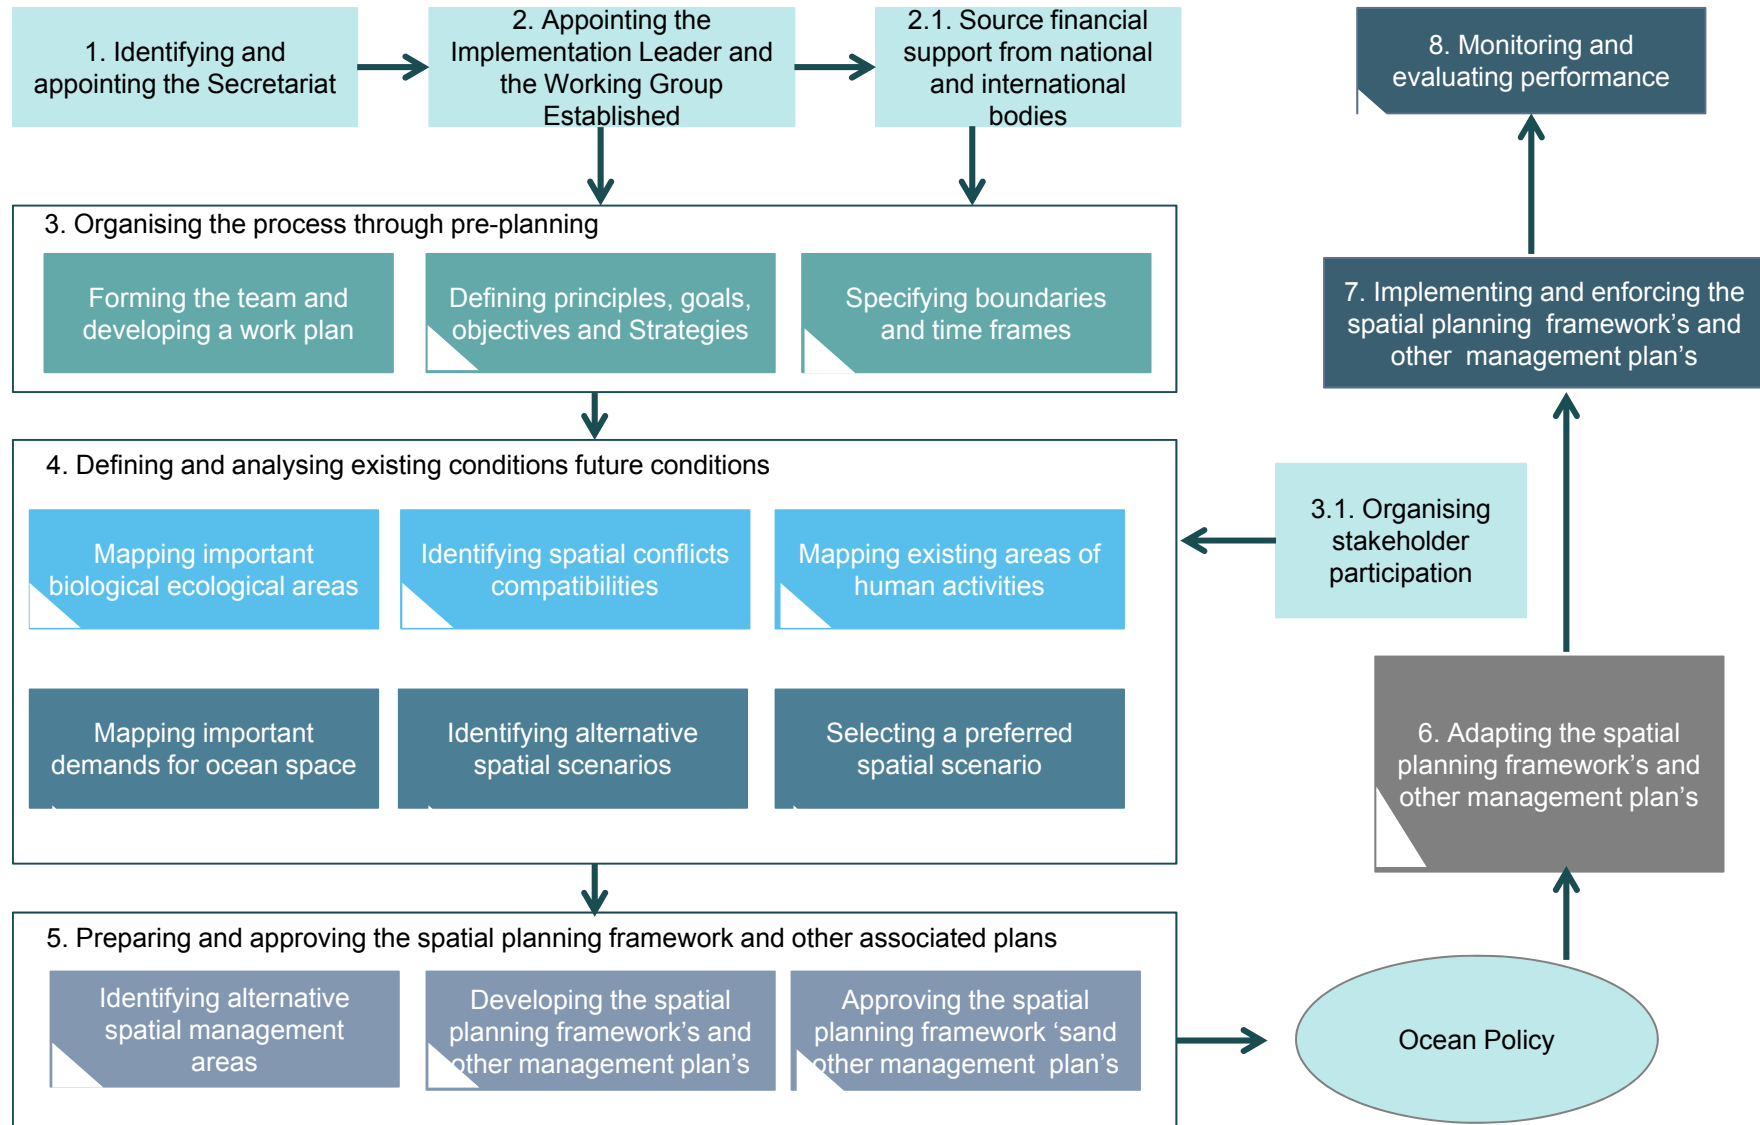 1. Identifying and
appointing the Secretariat
2. Appointing the
Implementation Leader and
the Working Group
Established
2.1. Source financial
support from national
and international
bodies
8. Monitoring and
evaluating performance
3. Organising the process through pre-planning
Forming the team and
developing a work plan
Defining principles, goals,
objectives and Strategies
Specifying boundaries
and time frames
7. Implementing and enforcing the
spatial planning  framework's and
other  management plan's
4. Defining and analysing existing conditions future conditions
Mapping important
biological ecological areas
Identifying spatial conflicts
compatibilities
Mapping existing areas of
human activities
3.1. Organising
stakeholder
participation
Mapping important
demands for ocean space
Identifying alternative
spatial scenarios
Selecting a preferred
spatial scenario
6. Adapting the spatial
planning framework's and
other management plan's
5. Preparing and approving the spatial planning framework and other associated plans
Identifying alternative
spatial management
areas
Developing the spatial
planning framework's and
other management plan's
Approving the spatial
planning framework 'sand
other management  plan's
Ocean Policy